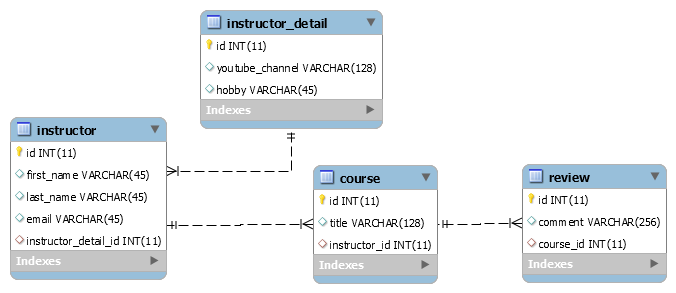 instructor_detail
id INT(11)
youtube_channel VARCHAR(128)
hobby VARCHAR(45)
Indexes
instructor
id INT(11)
first_name VARCHAR(45)
last_name VARCHAR(45)
email VARCHAR(45)
instructor_detail_id INT(11)
Indexes
course
id INT(11)
title VARCHAR(128)
instructor_id INT(11)
Indexes
review
id INT(11)
comment VARCHAR(256)
course_id INT(11)
Indexes